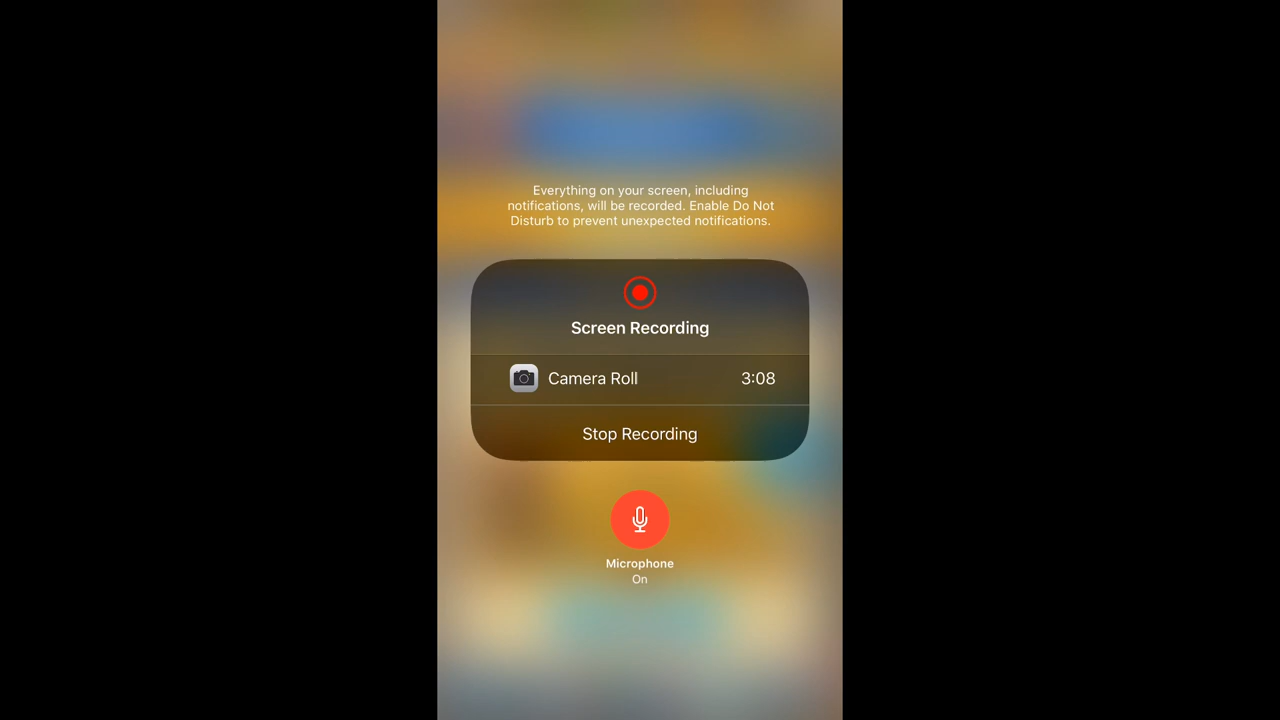 Everything on your screen, including
notifications, will be recorded. Enable Do Not
Disturb to prevent unexpected notifications.
Screen Recording
Camera Roll 3:08
Stop Recording
Microphone
On